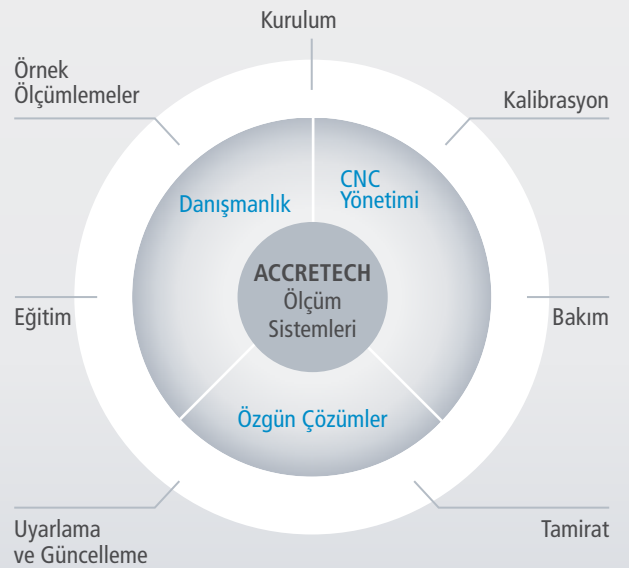 Kurulum
Örnek
Ölçümlemeler
Kalibrasyon
Danışmanlık
CNC
Yönetimi
ACCRETECH
Ölçüm
Sistemleri
Eğitim
Bakım
Özgün Çözümler
Uyarlama
ve Güncelleme
Tamirat